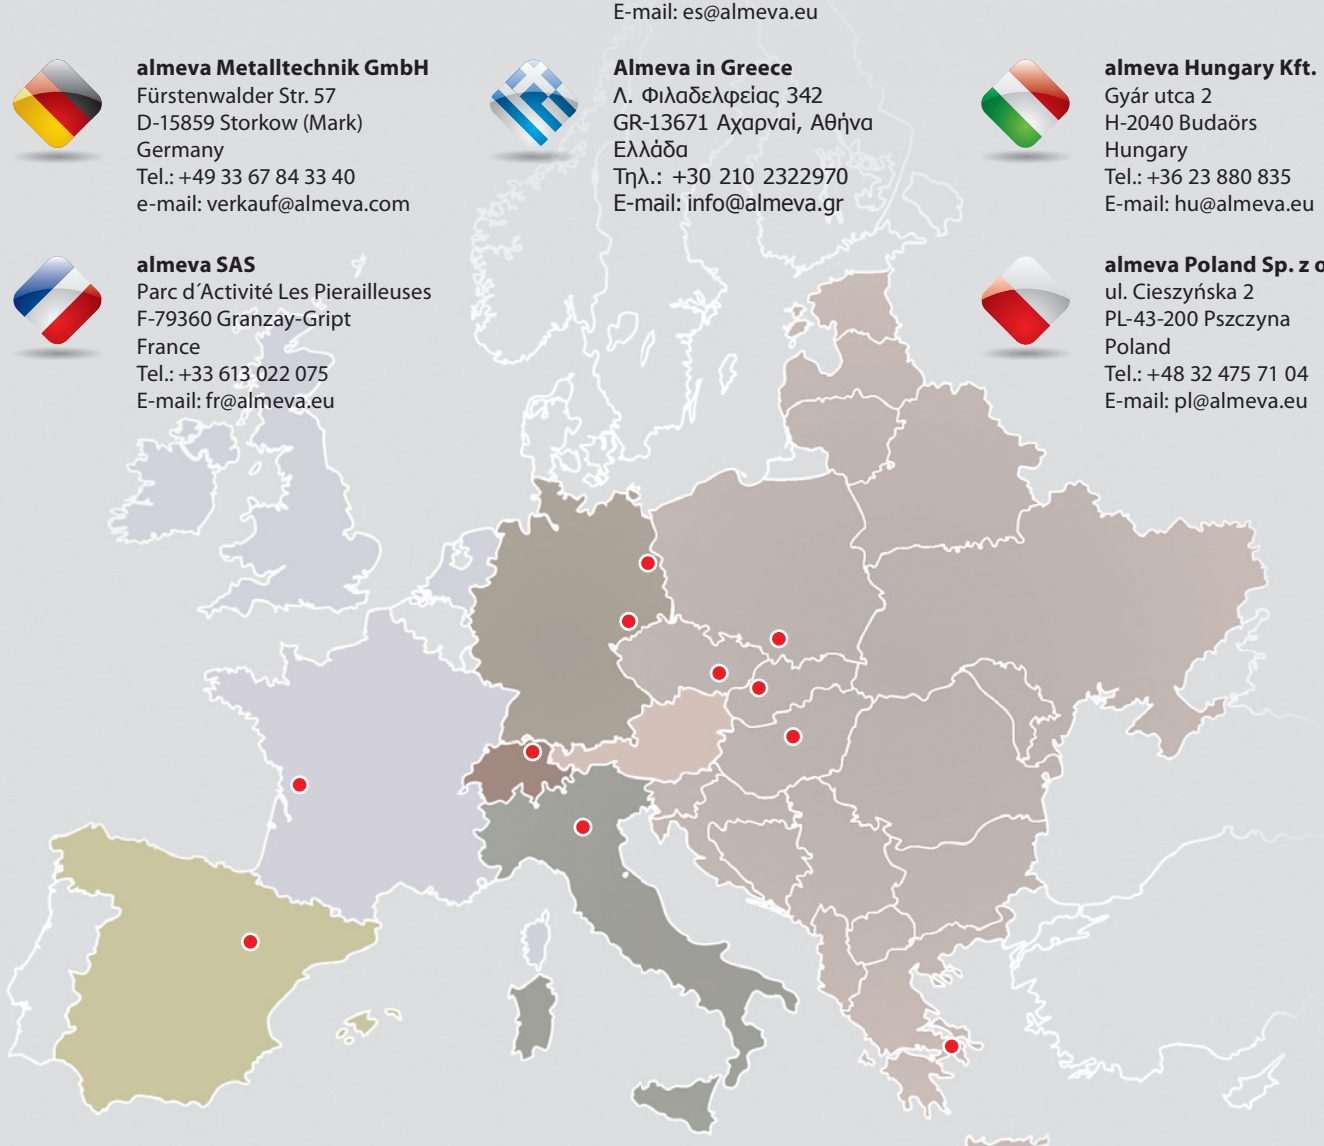 E-mail: es@almeva.eu
almeva Metalltechnik GmbH
Fürstenwalder Str. 57
D-15859 Storkow (Mark)
Germany
Tel.: +49 33 67 84 33 40
e-mail: verkauf@almeva.com
Almeva in Greece
Λ. Φιλαδελφείας 342
GR-13671 Αχαρναί, Αθήνα
Ελλάδα
Τηλ.: +30 210 2322970
E-mail: info@almeva.gr
almeva Hungary Kft.
Gyár utca 2
H-2040 Budaörs
Hungary
Tel.: +36 23 880 835
E-mail: hu@almeva.eu
almeva SAS
Parc d´Activité Les Pierailleuses
F-79360 Granzay-Gript
France
Tel.: +33 613 022 075
E-mail: fr@almeva.eu
almeva Poland Sp. z o
ul. Cieszyńska 2
PL-43-200 Pszczyna
Poland
Tel.: +48 32 475 71 04
E-mail: pl@almeva.eu